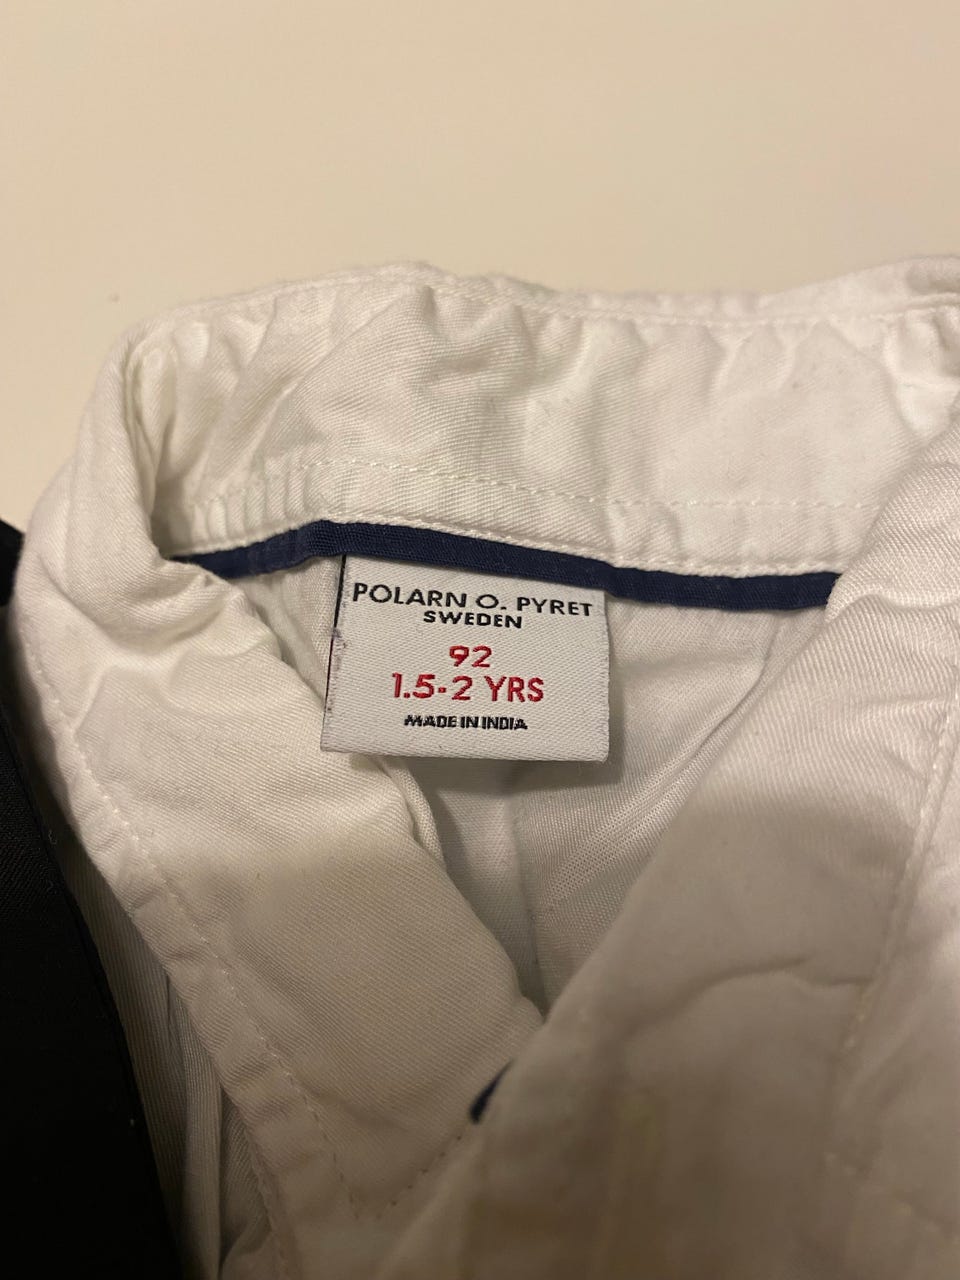 POLARN O. PYRET
SWEDEN
92
1.5-2 YRS
MADE IN INDIA